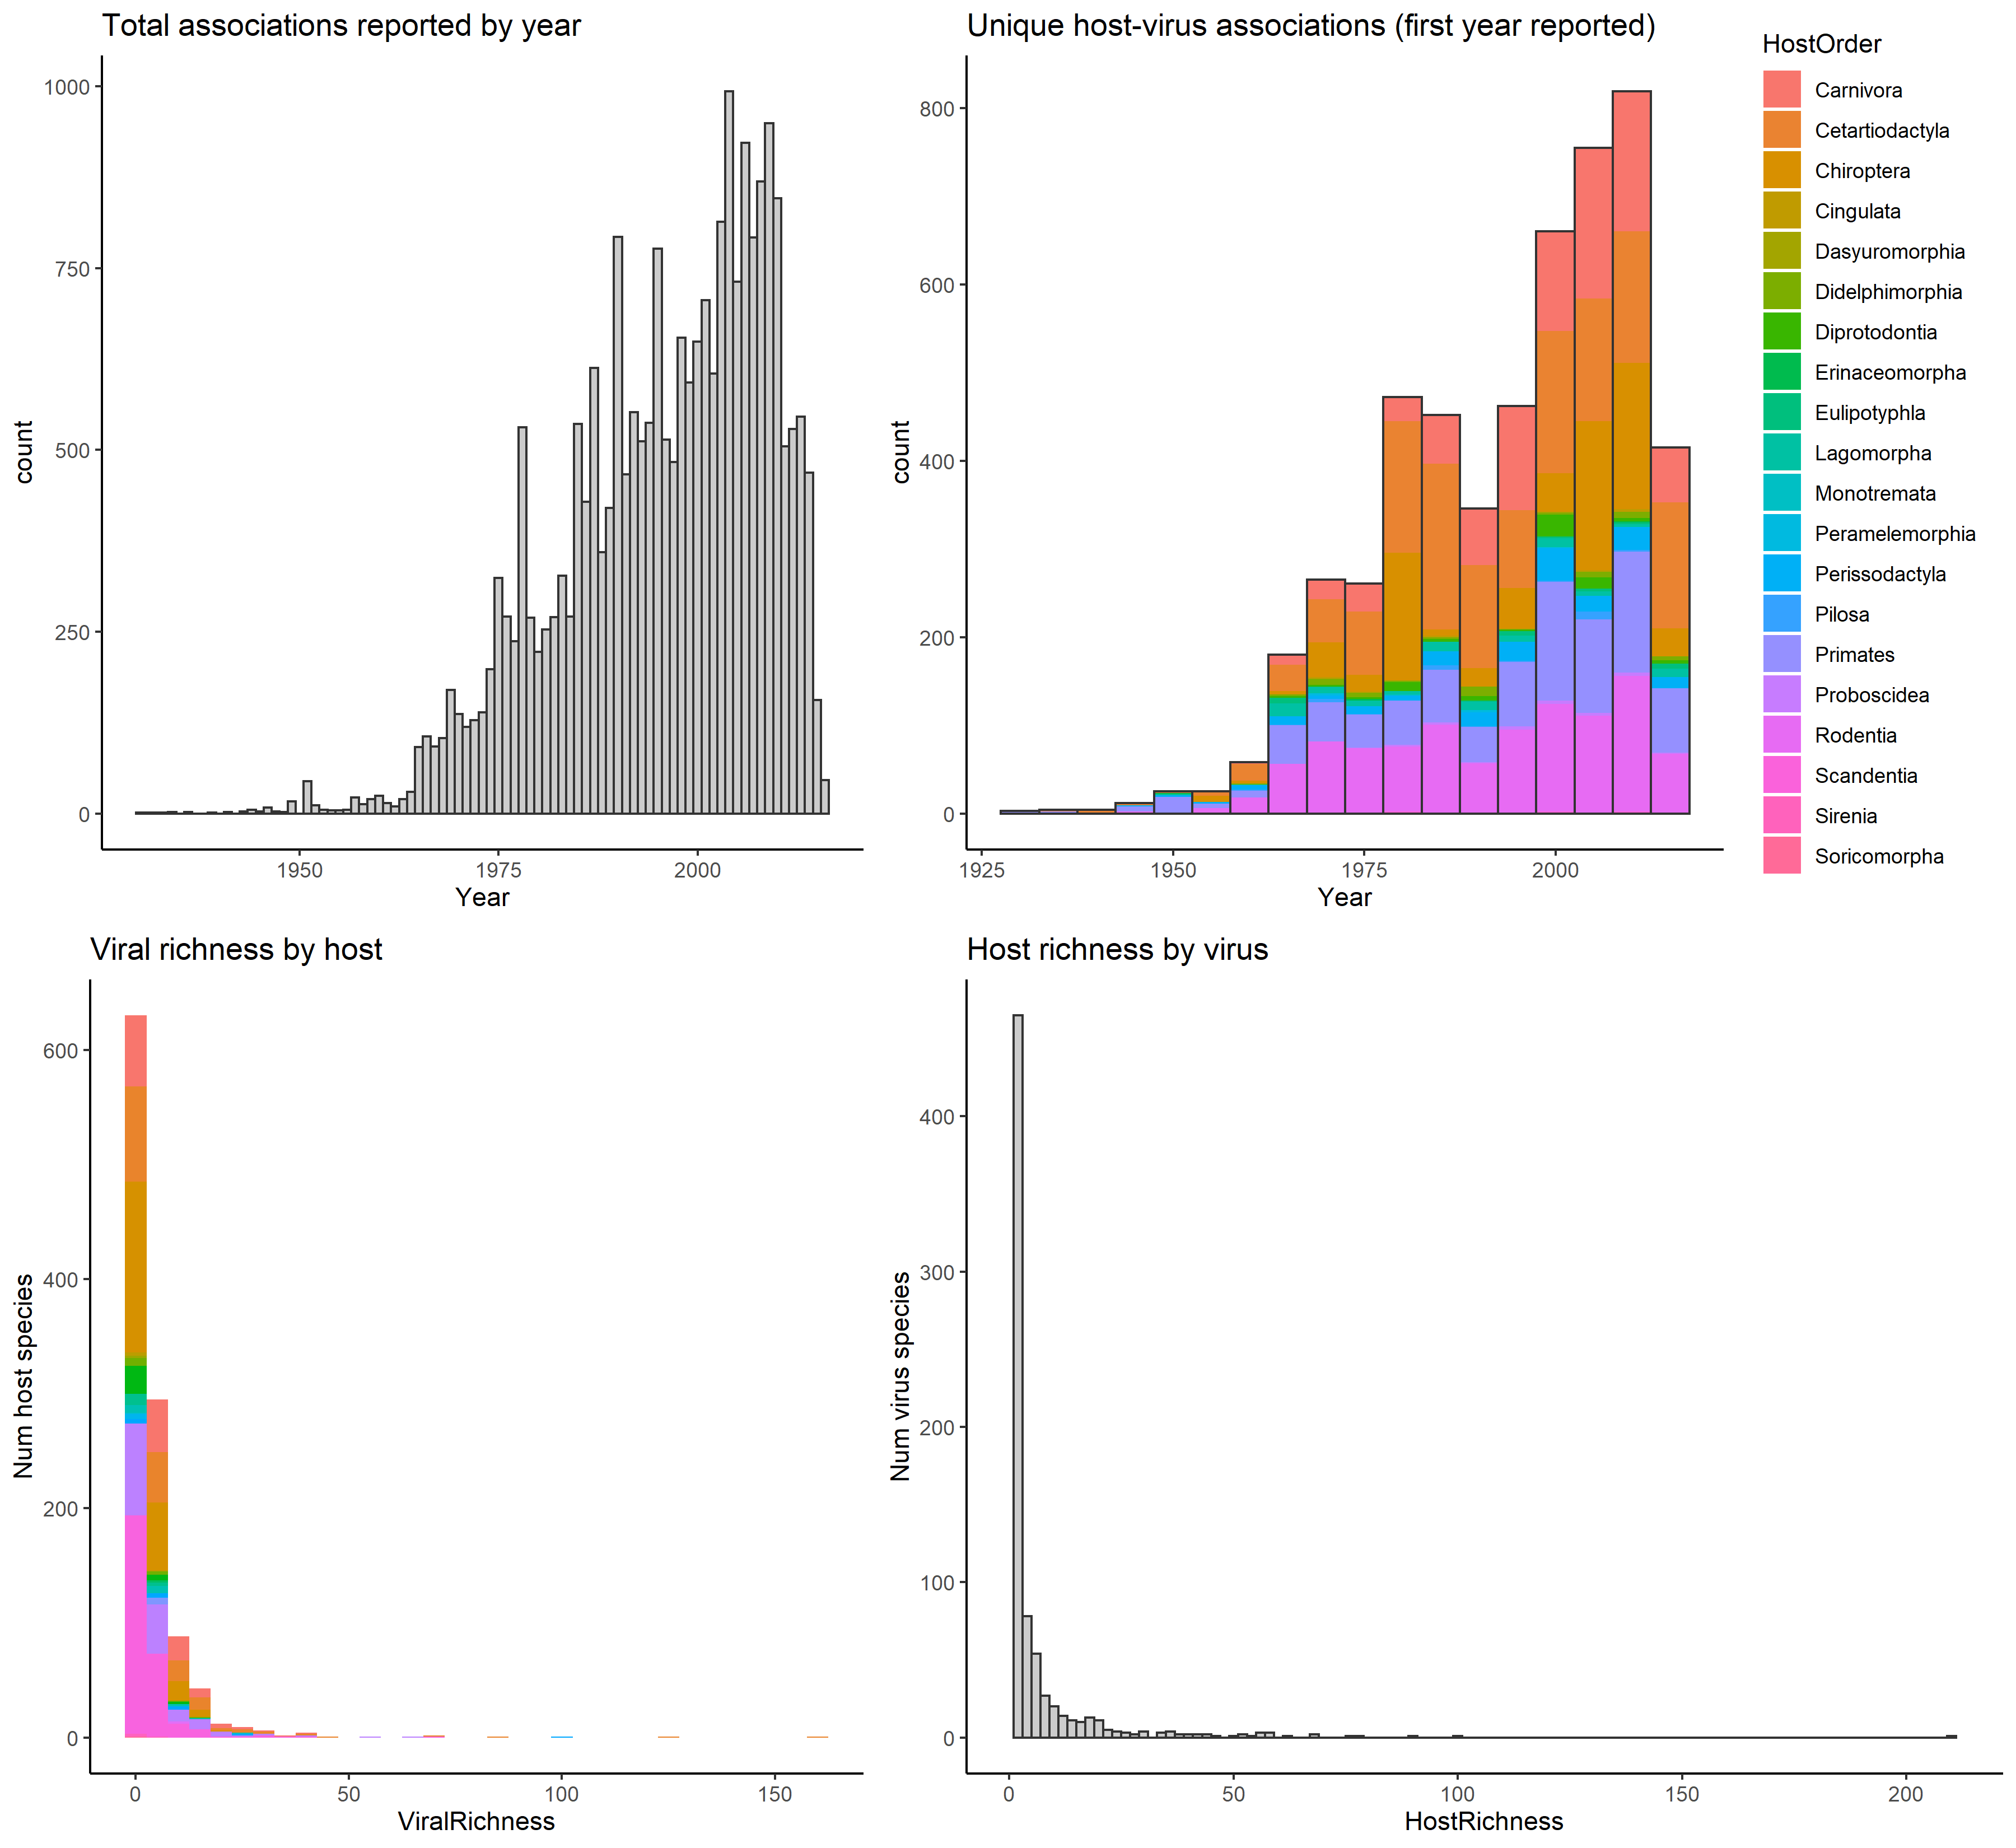 Total associations reported by year
1000
750
500
250
0
count
1950
1975
2000
Year
Unique host-virus associations (first year reported)
800
600
400
200
0
count
1925
1950
1975
2000
Year
HostOrder
Carnivora
Cetartiodactyla
Chiroptera
Cingulata
Dasyuromorphia
Didelphimorphia
Diprotodontia
Erinaceomorpha
Eulipotyphla
Lagomorpha
Monotremata
Peramelemorphia
Perissodactyla
Pilosa
Primates
Proboscidea
Rodentia
Scandentia
Sirenia
Soricomorpha
Viral richness by host
600
400
200
0
Num host species
0
50
100
150
ViralRichness
Host richness by virus
400
300
200
100
0
Num virus species
0
50
100
150
200
HostRichness